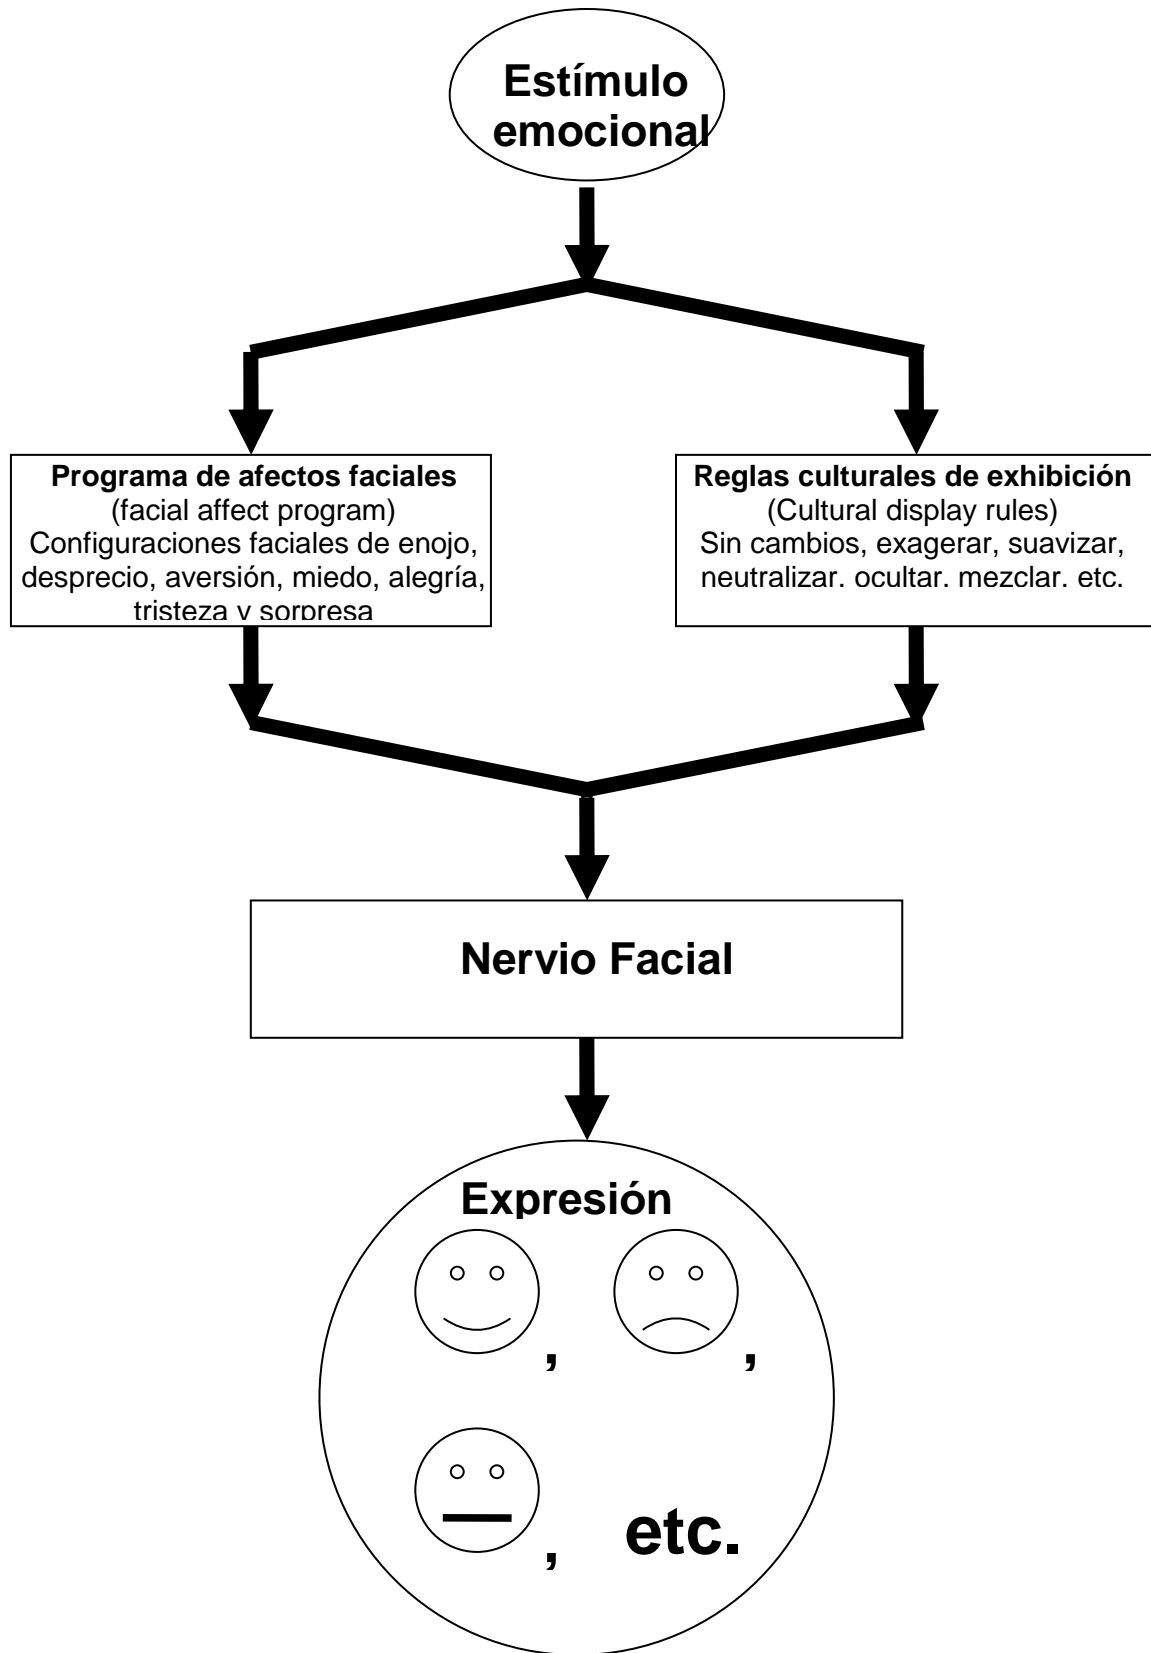 Estímulo
emocional
Programa de afectos faciales
(facial affect program)
Configuraciones faciales de enojo,
desprecio, aversión, miedo, alegría,
tristeza y sorpresa
Reglas culturales de exhibición
(Cultural display rules)
Sin cambios, exagerar, suavizar,
neutralizar, ocultar, mezclar, etc.
Nervio Facial
Expresión
, ,
, etc.